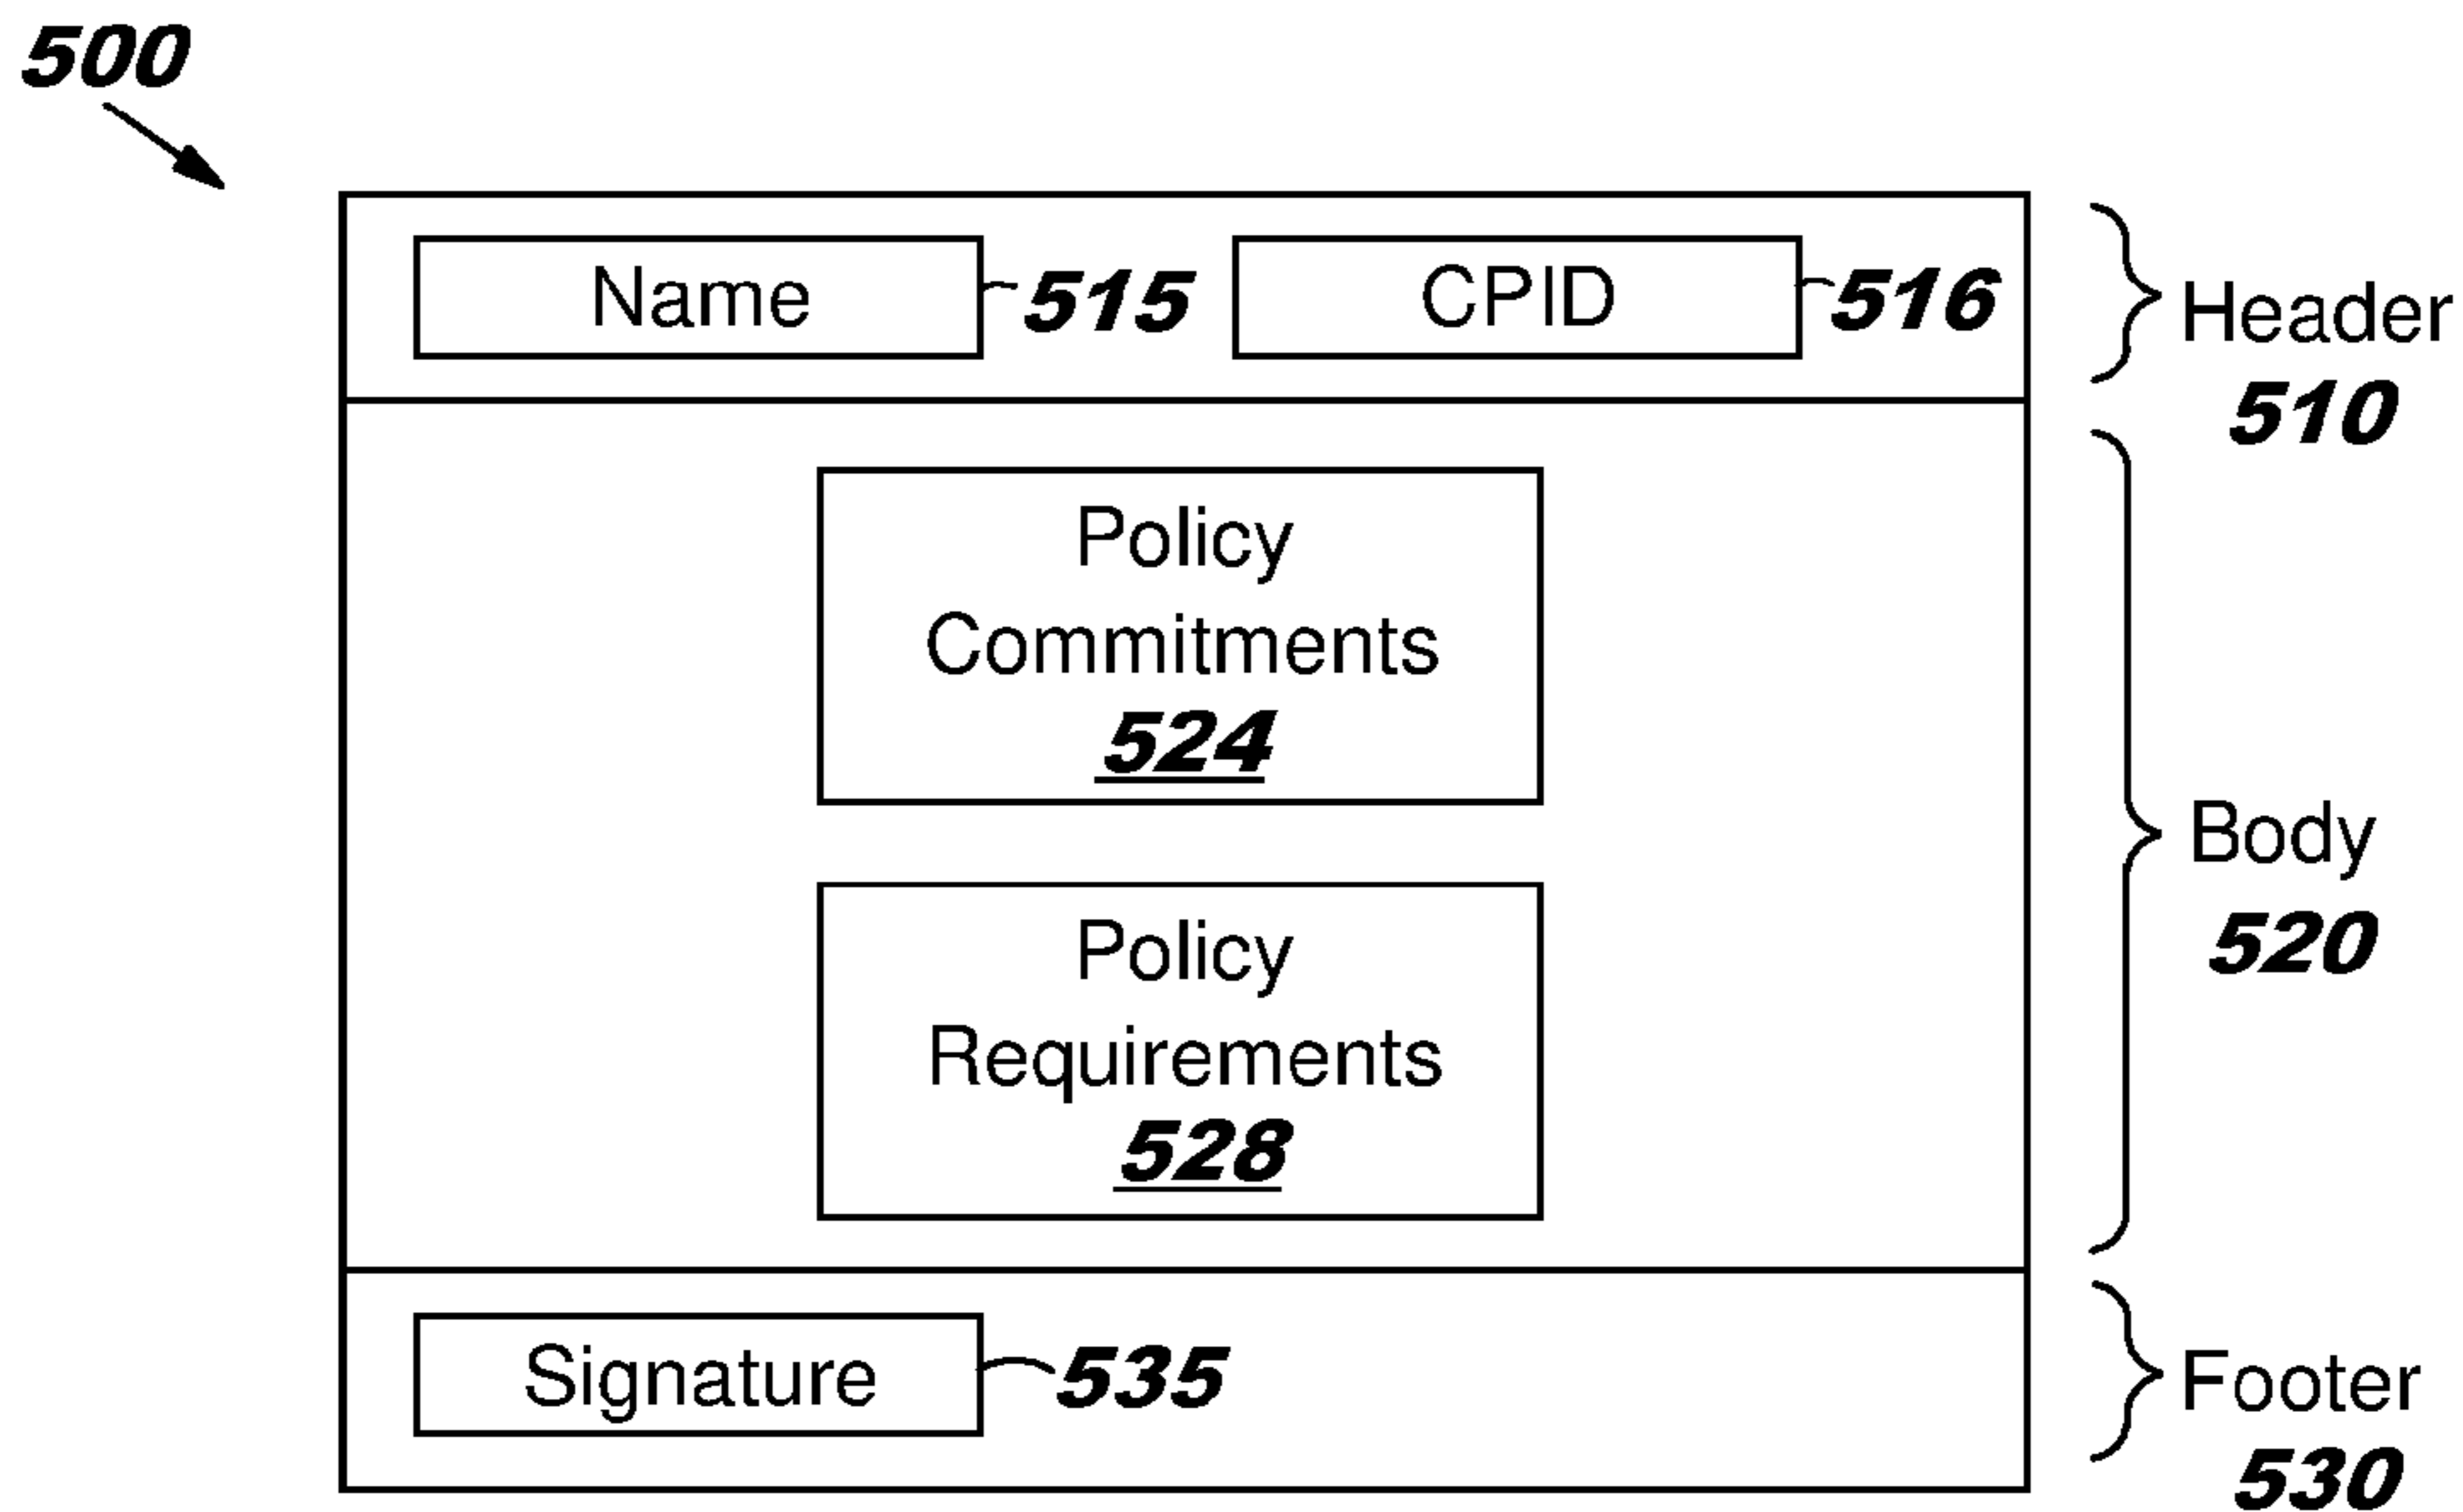 500
Name 515 CPID 516
Header
510
Policy
Commitments
524
Body
520
Policy
Requirements
528
Signature 535
Footer
530